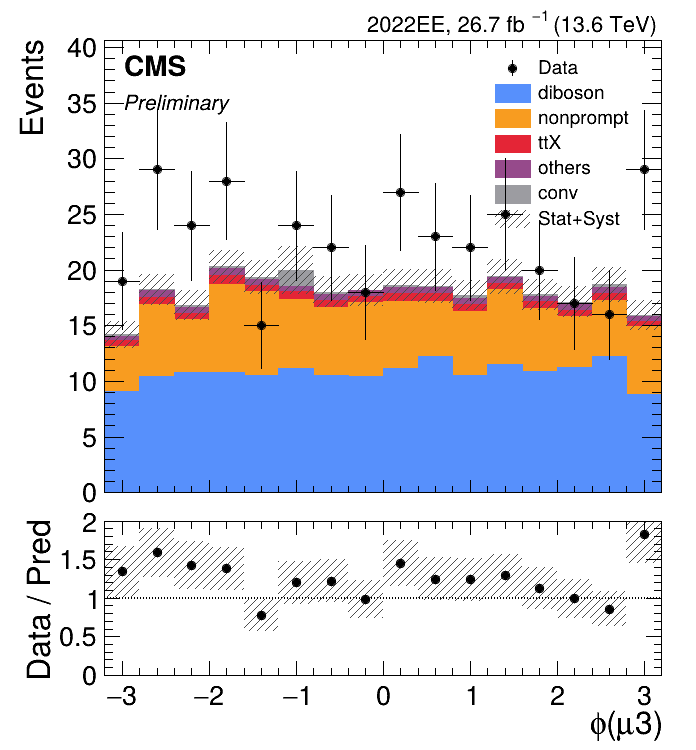 2022EE, 26.7 fb⁻¹ (13.6 TeV)
Events
CMS
Preliminary
Data
diboson
nonprompt
ttX
others
conv
Stat+Syst
40
35
30
25
20
15
10
5
0
Data / Pred
2
1.5
1
0.5
0
−3 −2 −1 0 1 2 3
ϕ(μ3)